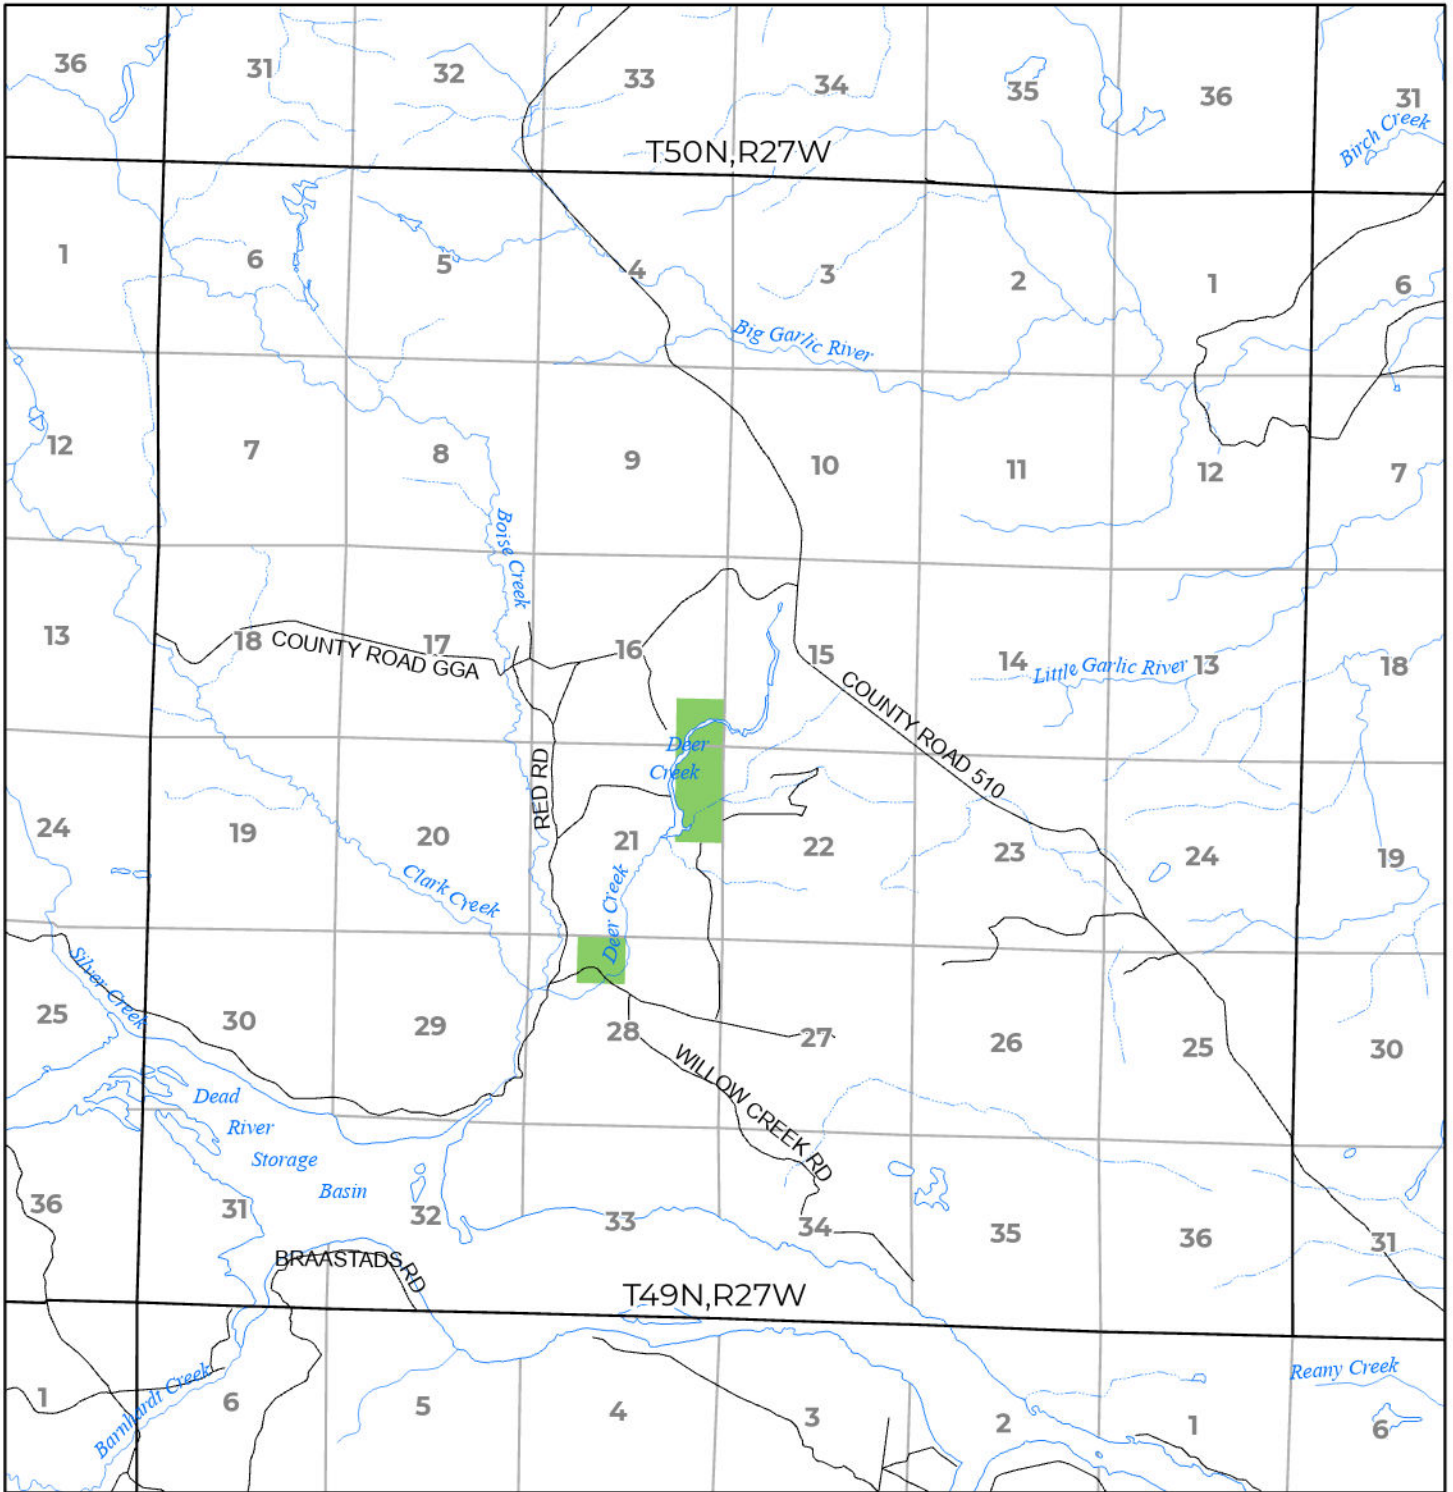 36
31
32
33
34
35
36
31
Birch Creek
T50N,R27W
1
6
5
4
3
2
1
6
Big Garlic River
12
7
8
9
10
11
12
7
Boise Creek
13
18
COUNTY ROAD GGA
17
16
15
14
Little Garlic River
13
18
COUNTY ROAD 510
Deer
Creek
RED RD
24
19
20
21
22
23
24
19
Clark Creek
Deer Creek
Silver Creek
25
30
29
28
27
26
25
30
WILLOW CREEK RD
Dead
River
Storage
Basin
36
31
32
33
34
35
36
31
BRAASTADS RD
T49N,R27W
Barnhardt Creek
Reany Creek
1
6
5
4
3
2
1
6